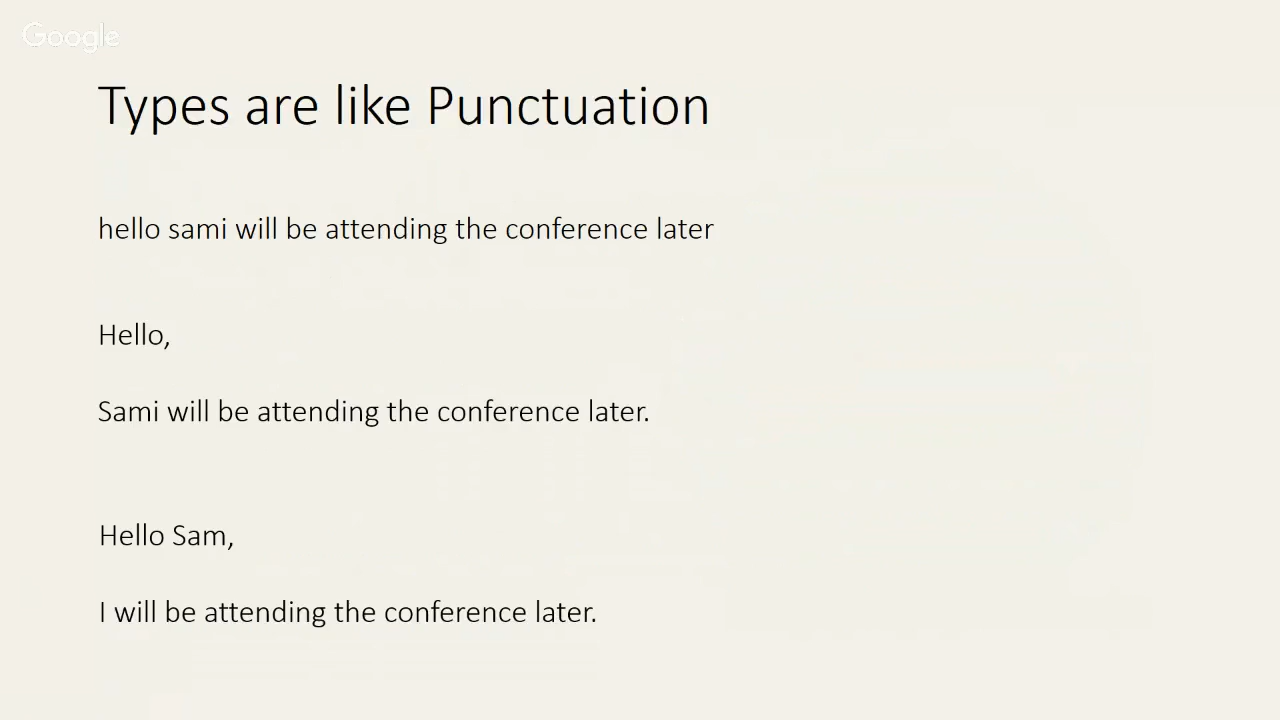 Google
Types are like Punctuation
hello sami will be attending the conference later
Hello,
Sami will be attending the conference later.
Hello Sam,
I will be attending the conference later.